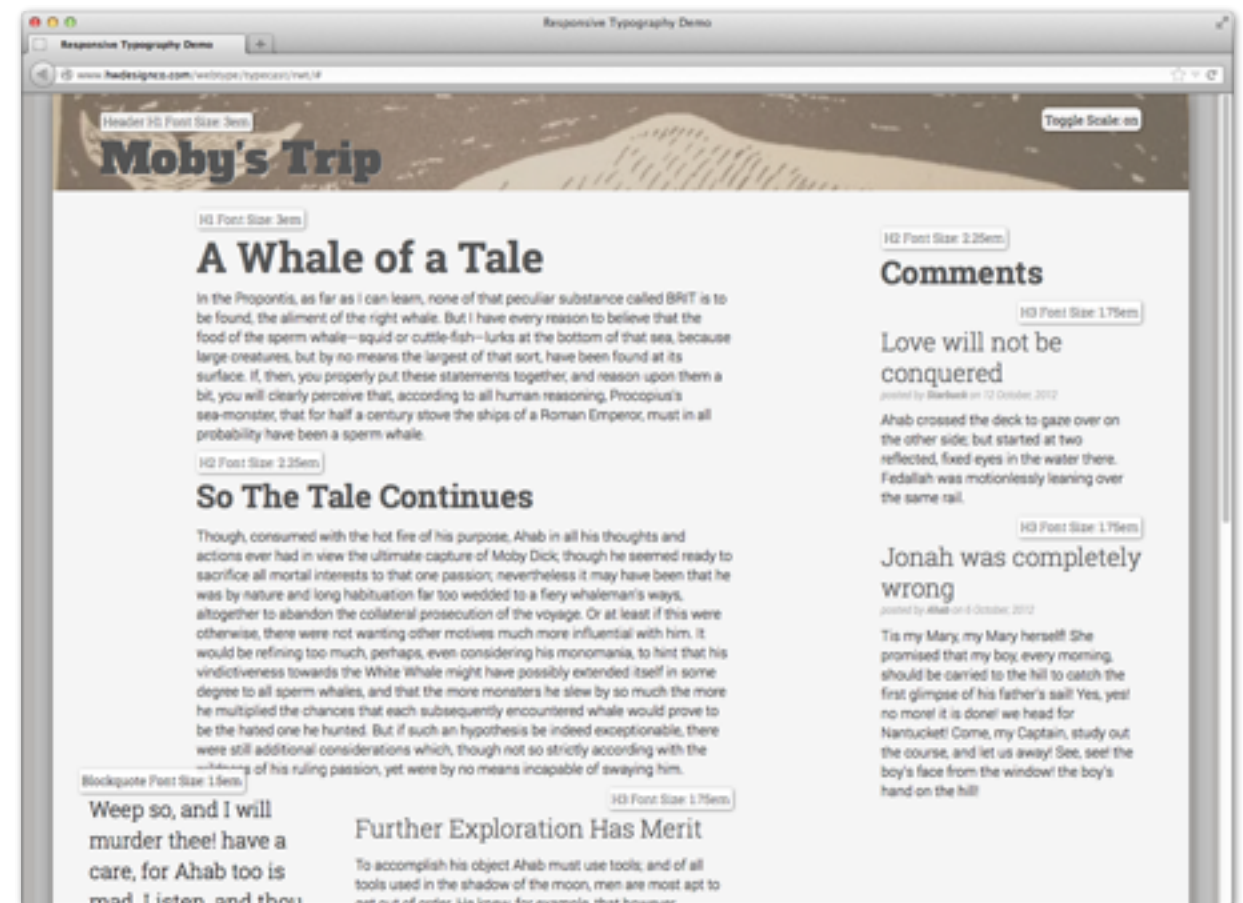 Responsive Typography Demo
Responsive Typography Demo
www.hwdesignco.com/webtype/typecast/rwt/#
Header H1 Font Size: 3em
Toggle Scale: on
Moby's Trip
H1 Font Size: 3em
A Whale of a Tale
In the Propontis, as far as I can learn, none of that peculiar substance called BRIT is to
be found, the aliment of the right whale. But I have every reason to believe that the
food of the sperm whale—squid or cuttle-fish—lurks at the bottom of that sea, because
large creatures, but by no means the largest of that sort, have been found at its
surface. If, then, you properly put these statements together, and reason upon them a
bit, you will clearly perceive that, according to all human reasoning, Procopius's
sea-monster, that for half a century stove the ships of a Roman Emperor, must in all
probability have been a sperm whale.
H2 Font Size: 2.25em
So The Tale Continues
Though, consumed with the hot fire of his purpose, Ahab in all his thoughts and
actions ever had in view the ultimate capture of Moby Dick; though he seemed ready to
sacrifice all mortal interests to that one passion; nevertheless it may have been that he
was by nature and long habituation far too wedded to a fiery whaleman's ways,
altogether to abandon the collateral prosecution of the voyage. Or at least if this were
otherwise, there were not wanting other motives much more influential with him. It
would be refining too much, perhaps, even considering his monomania, to hint that his
vindictiveness towards the White Whale might have possibly extended itself in some
degree to all sperm whales, and that the more monsters he slew by so much the more
he multiplied the chances that each subsequently encountered whale would prove to
be the hated one he hunted. But if such an hypothesis be indeed exceptionable, there
were still additional considerations which, though not so strictly according with the
of his ruling passion, yet were by no means incapable of swaying him.
Blockquote Font Size: 1.5em
Weep so, and I will
murder thee! have a
care, for Ahab too is
mad. Listen, and thou
H3 Font Size: 1.75em
Further Exploration Has Merit
To accomplish his object Ahab must use tools; and of all
tools used in the shadow of the moon, men are most apt to
get out of order. He knew, for example, that however
H2 Font Size: 2.25em
Comments
H3 Font Size: 1.75em
Love will not be
conquered
posted by Starbuck on 12 October, 2012
Ahab crossed the deck to gaze over on
the other side; but started at two
reflected, fixed eyes in the water there.
Fedallah was motionlessly leaning over
the same rail.
H3 Font Size: 1.75em
Jonah was completely
wrong
posted by Ahab on 6 October, 2012
Tis my Mary, my Mary herself! She
promised that my boy, every morning,
should be carried to the hill to catch the
first glimpse of his father's sail! Yes, yes!
no more! it is done! we head for
Nantucket! Come, my Captain, study out
the course, and let us away! See, see! the
boy's face from the window! the boy's
hand on the hill!